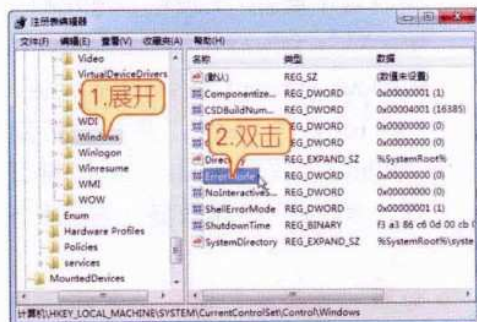 注册表编辑器
文件(F) 编辑(E) 查看(V) 收藏夹(A) 帮助(H)
Video
VirtualDeviceDrivers
WDI
Windows
Winlogon
Winresume
WMI
WOW
Enum
Hardware Profiles
Policies
services
MountedDevices
1.展开
2.双击
名称 类型 数据
(默认) REG_SZ (数值未设置)
Componentize... REG_DWORD 0x00000001 (1)
CSDBuildNum... REG_DWORD 0x00004001 (16385)
REG_DWORD 0x00000000 (0)
REG_DWORD 0x00000000 (0)
Directory REG_EXPAND_SZ %SystemRoot%
ErrorMode REG_DWORD 0x00000000 (0)
NoInteractiveS... REG_DWORD 0x00000000 (0)
ShellErrorMode REG_DWORD 0x00000001 (1)
ShutdownTime REG_BINARY f3 a3 86 c6 0d 00 cb
SystemDirectory REG_EXPAND_SZ %SystemRoot%\syste
计算机\HKEY_LOCAL_MACHINE\SYSTEM\CurrentControlSet\Control\Windows